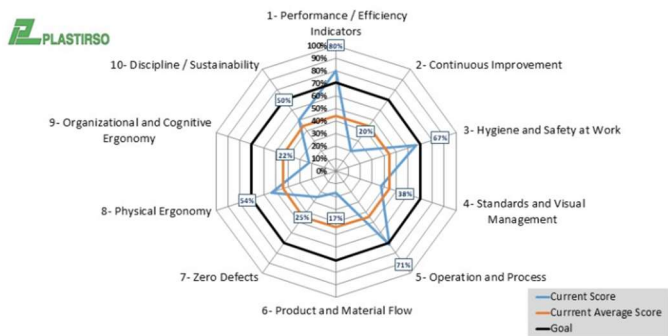 PLASTIRSO
1- Performance / Efficiency
Indicators
100%
90%
80%
70%
60%
50%
40%
30%
20%
10%
0%
80%
2- Continuous Improvement
20%
3- Hygiene and Safety at Work
67%
4- Standards and Visual
Management
38%
5- Operation and Process
71%
6- Product and Material Flow
17%
7- Zero Defects
25%
8- Physical Ergonomy
54%
9- Organizational and Cognitive
Ergonomy
22%
10- Discipline / Sustainability
50%
Current Score
Currrent Average Score
Goal